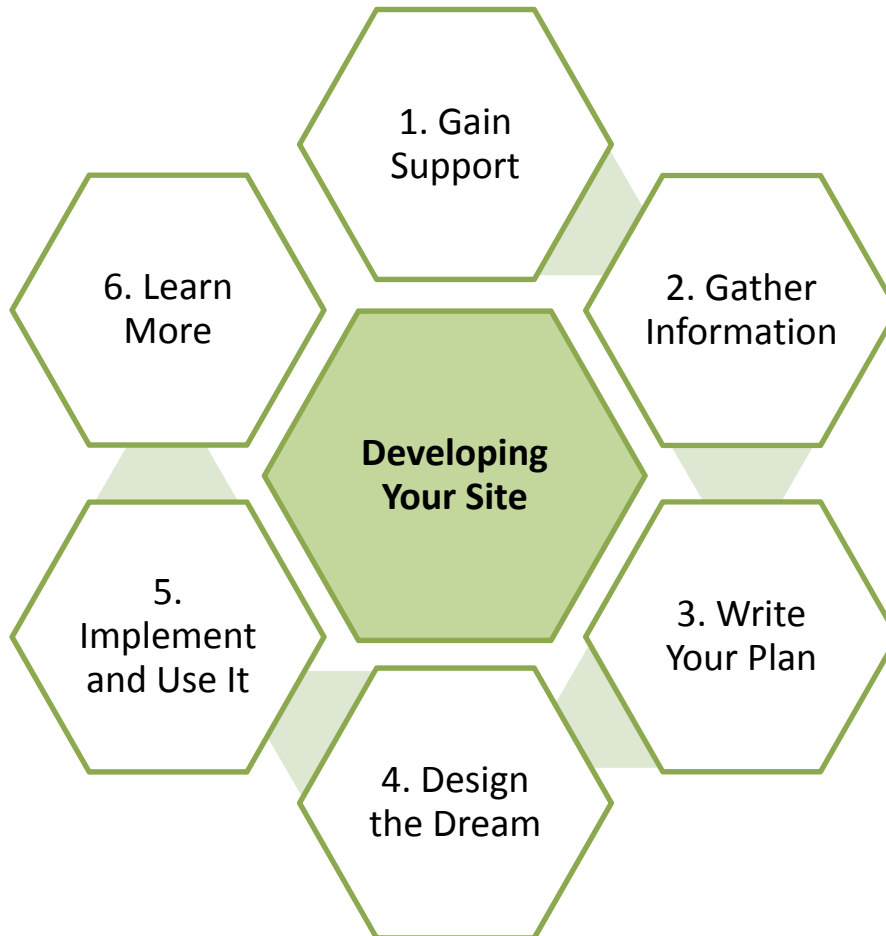 1. Gain
Support
2. Gather
Information
3. Write
Your Plan
4. Design
the Dream
5.
Implement
and Use It
6. Learn
More
Developing
Your Site